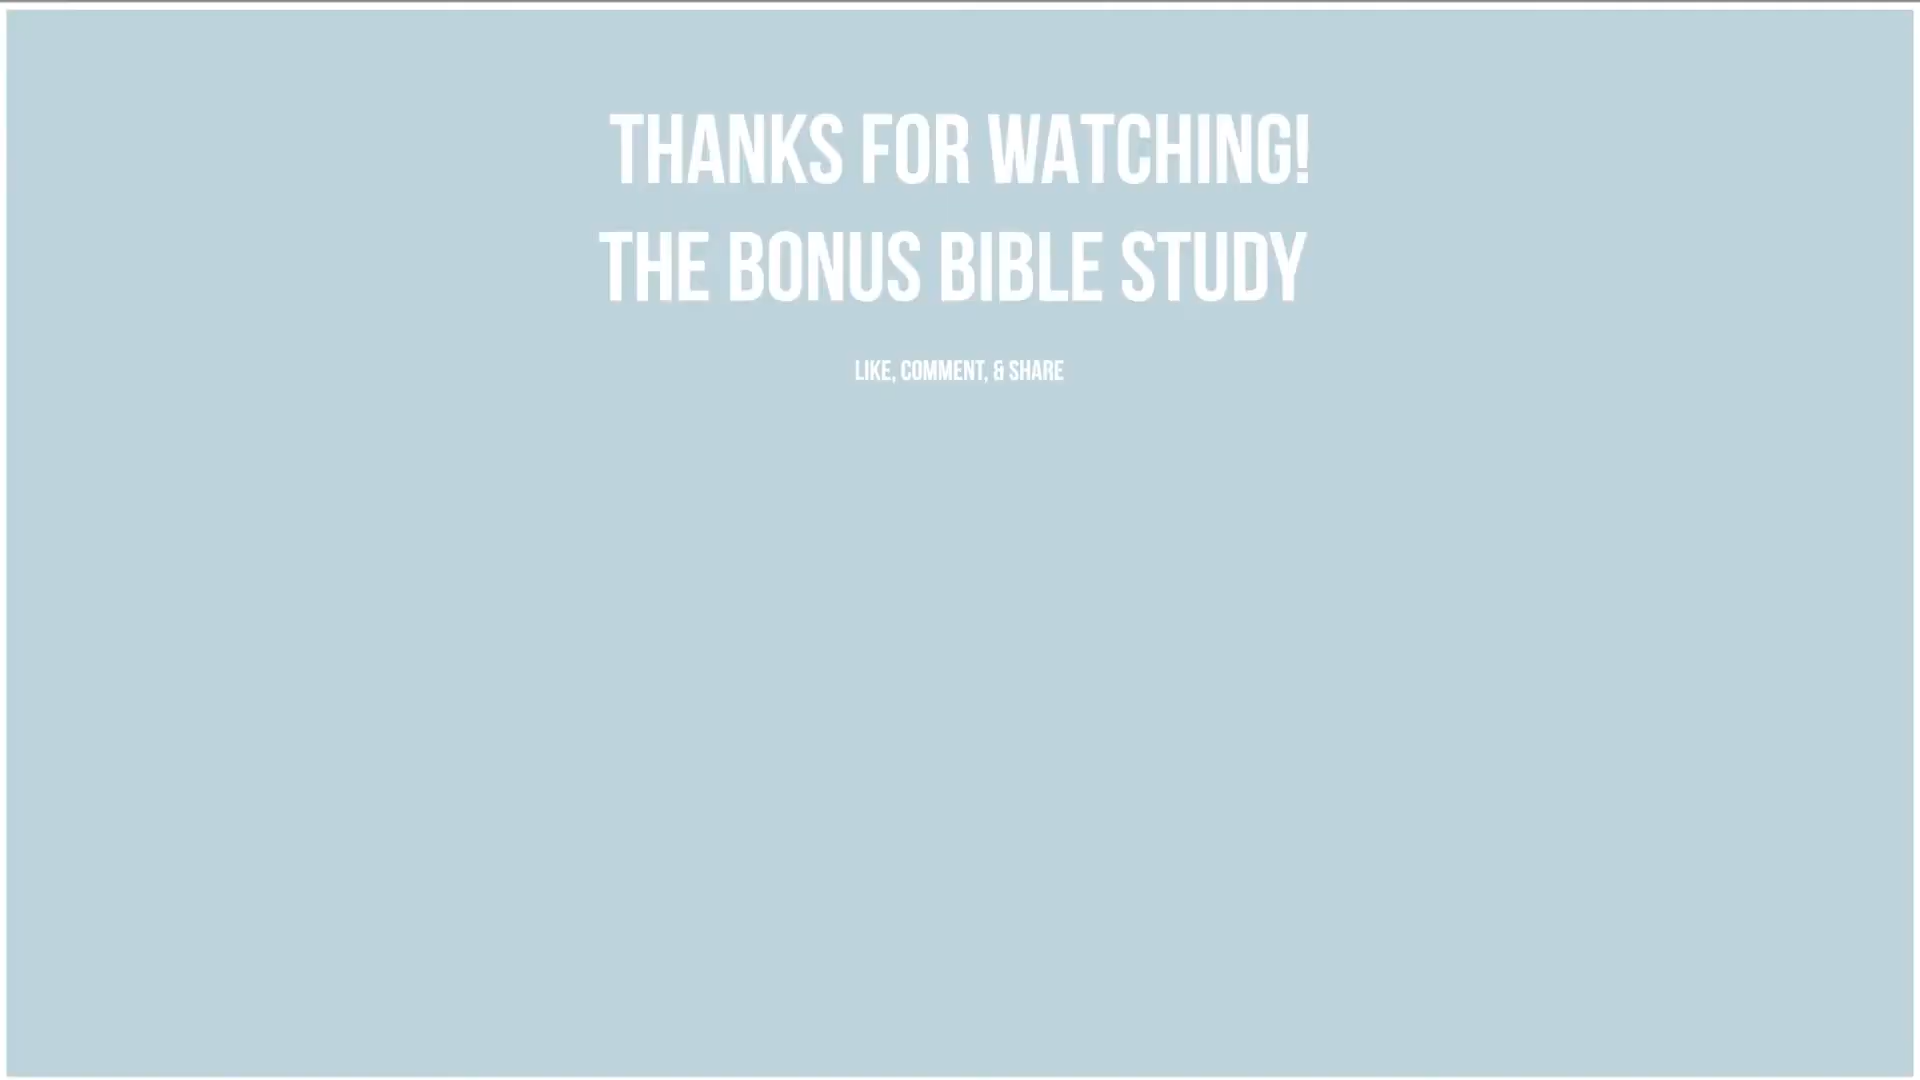 THANKS FOR WATCHING!
THE BONUS BIBLE STUDY
LIKE, COMMENT, & SHARE